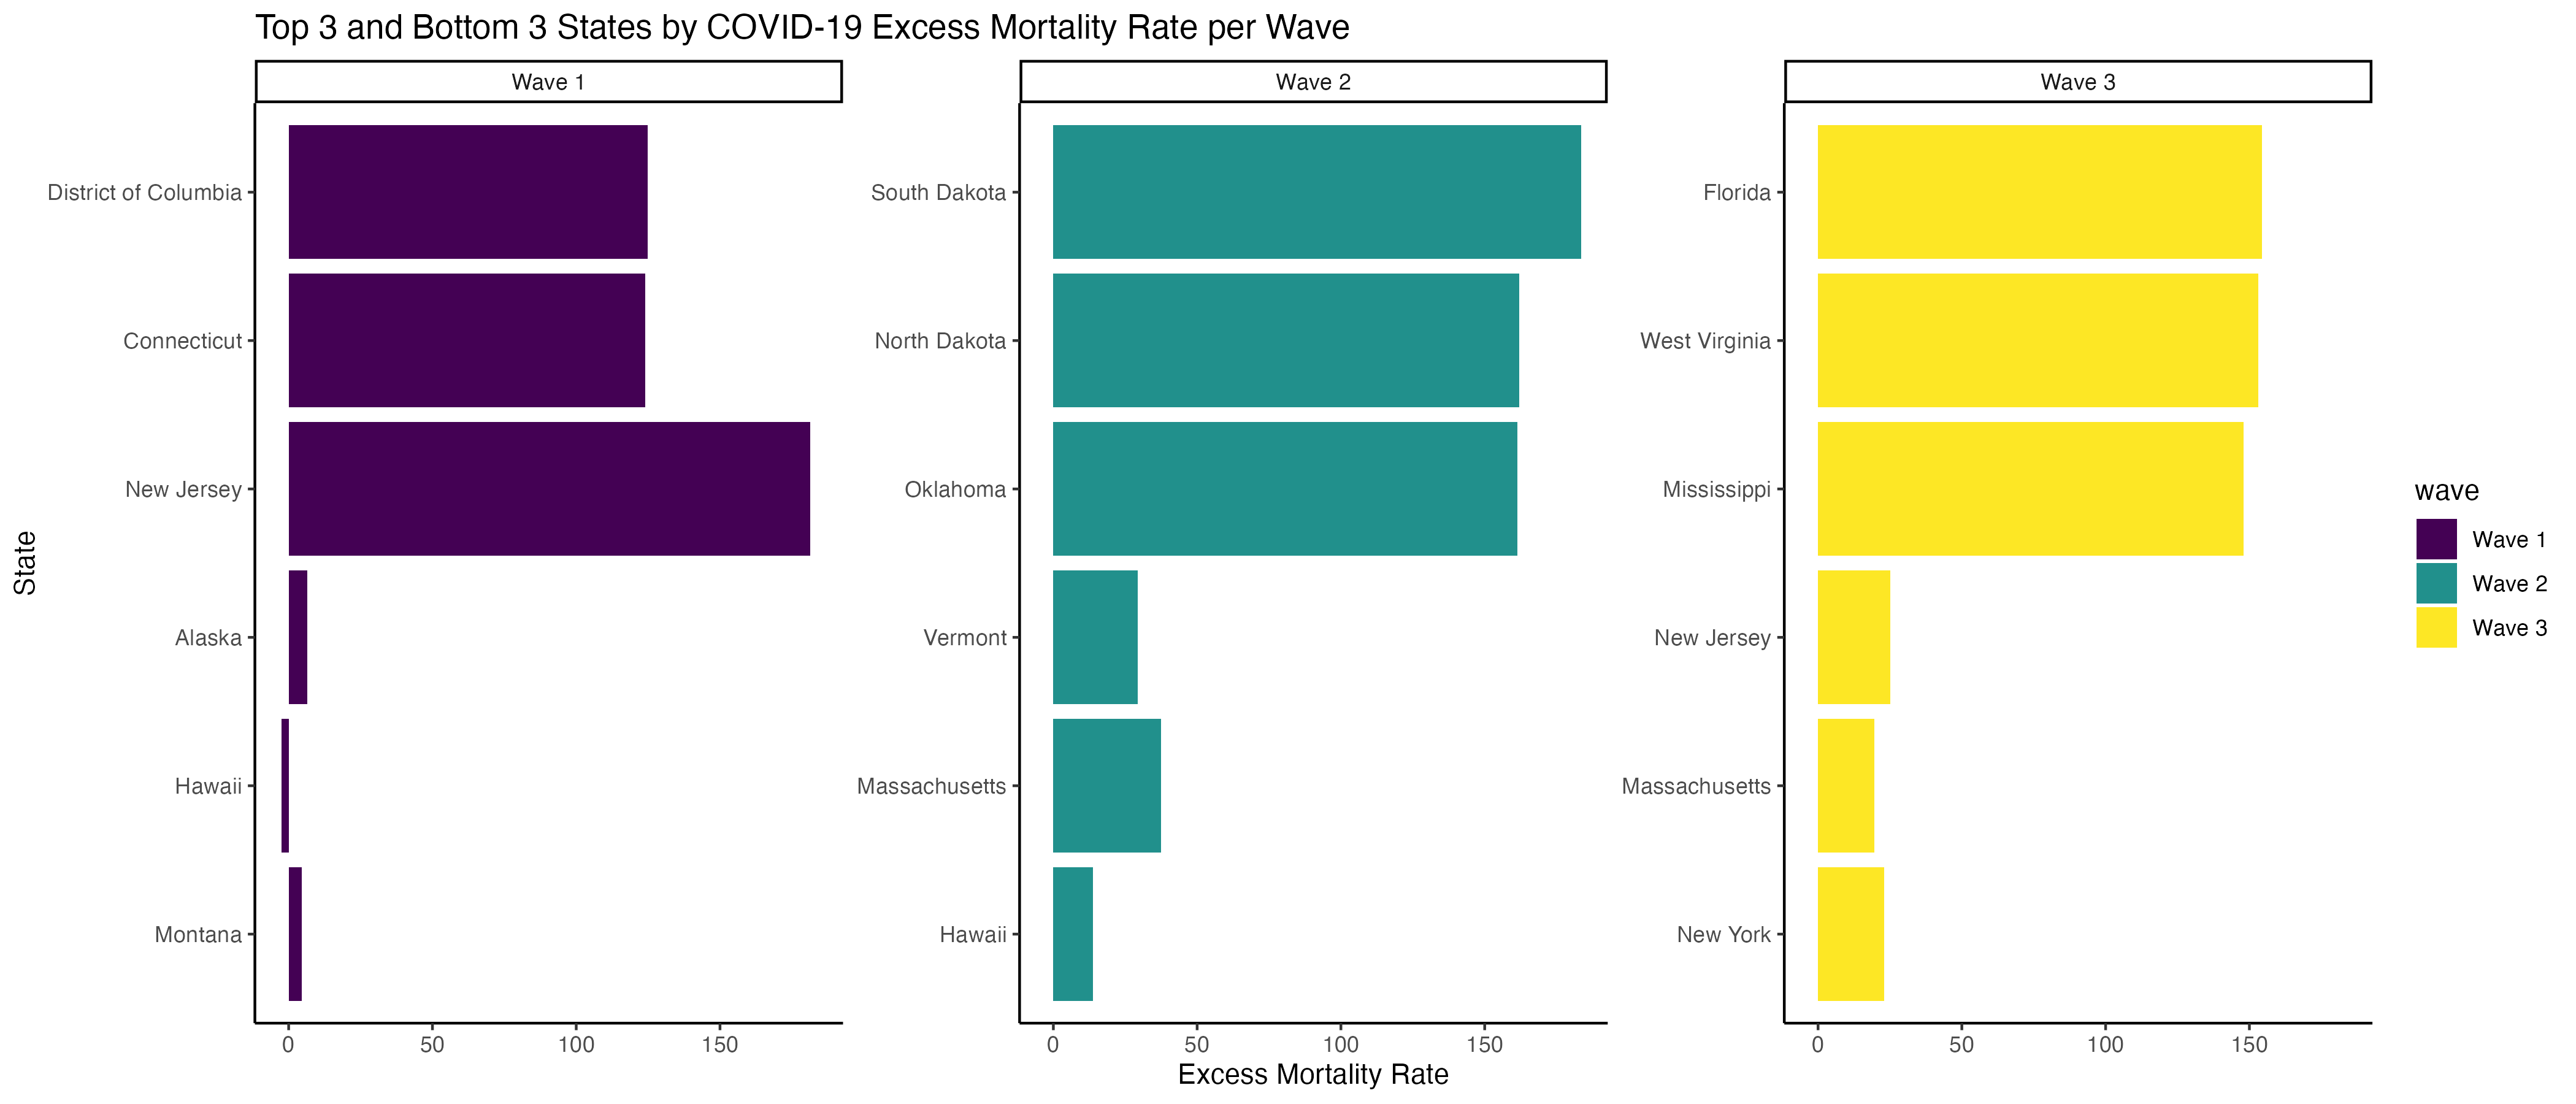 Top 3 and Bottom 3 States by COVID-19 Excess Mortality Rate per Wave
Wave 1
Wave 2
Wave 3
State
District of Columbia
Connecticut
New Jersey
Alaska
Hawaii
Montana
0 50 100 150
South Dakota
North Dakota
Oklahoma
Vermont
Massachusetts
Hawaii
0 50 100 150
Florida
West Virginia
Mississippi
New Jersey
Massachusetts
New York
0 50 100 150
Excess Mortality Rate
wave
Wave 1
Wave 2
Wave 3